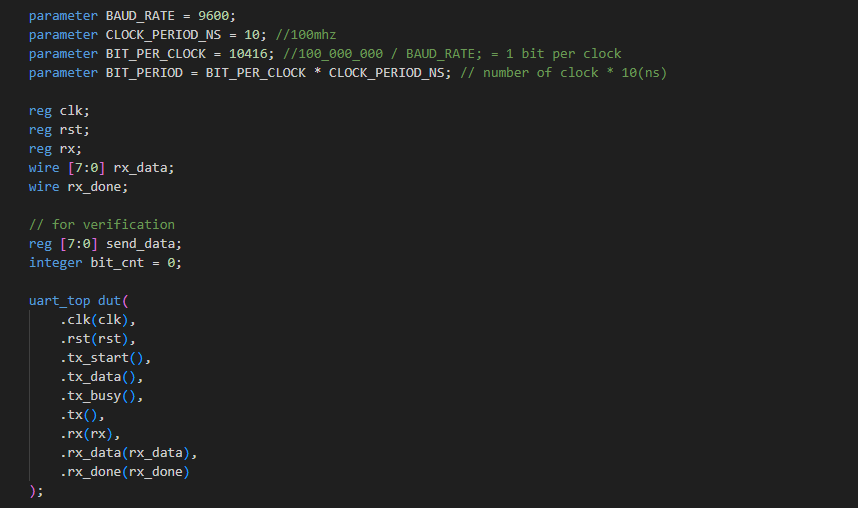 parameter BAUD_RATE = 9600;
parameter CLOCK_PERIOD_NS = 10; //100mhz
parameter BIT_PER_CLOCK = 10416; //100_000_000 / BAUD_RATE; = 1 bit per clock
parameter BIT_PERIOD = BIT_PER_CLOCK * CLOCK_PERIOD_NS; // number of clock * 10(ns)
reg clk;
reg rst;
reg rx;
wire [7:0] rx_data;
wire rx_done;
// for verification
reg [7:0] send_data;
integer bit_cnt = 0;
uart_top dut(
.clk(clk),
.rst(rst),
.tx_start(),
.tx_data(),
.tx_busy(),
.tx(),
.rx(rx),
.rx_data(rx_data),
.rx_done(rx_done)
);